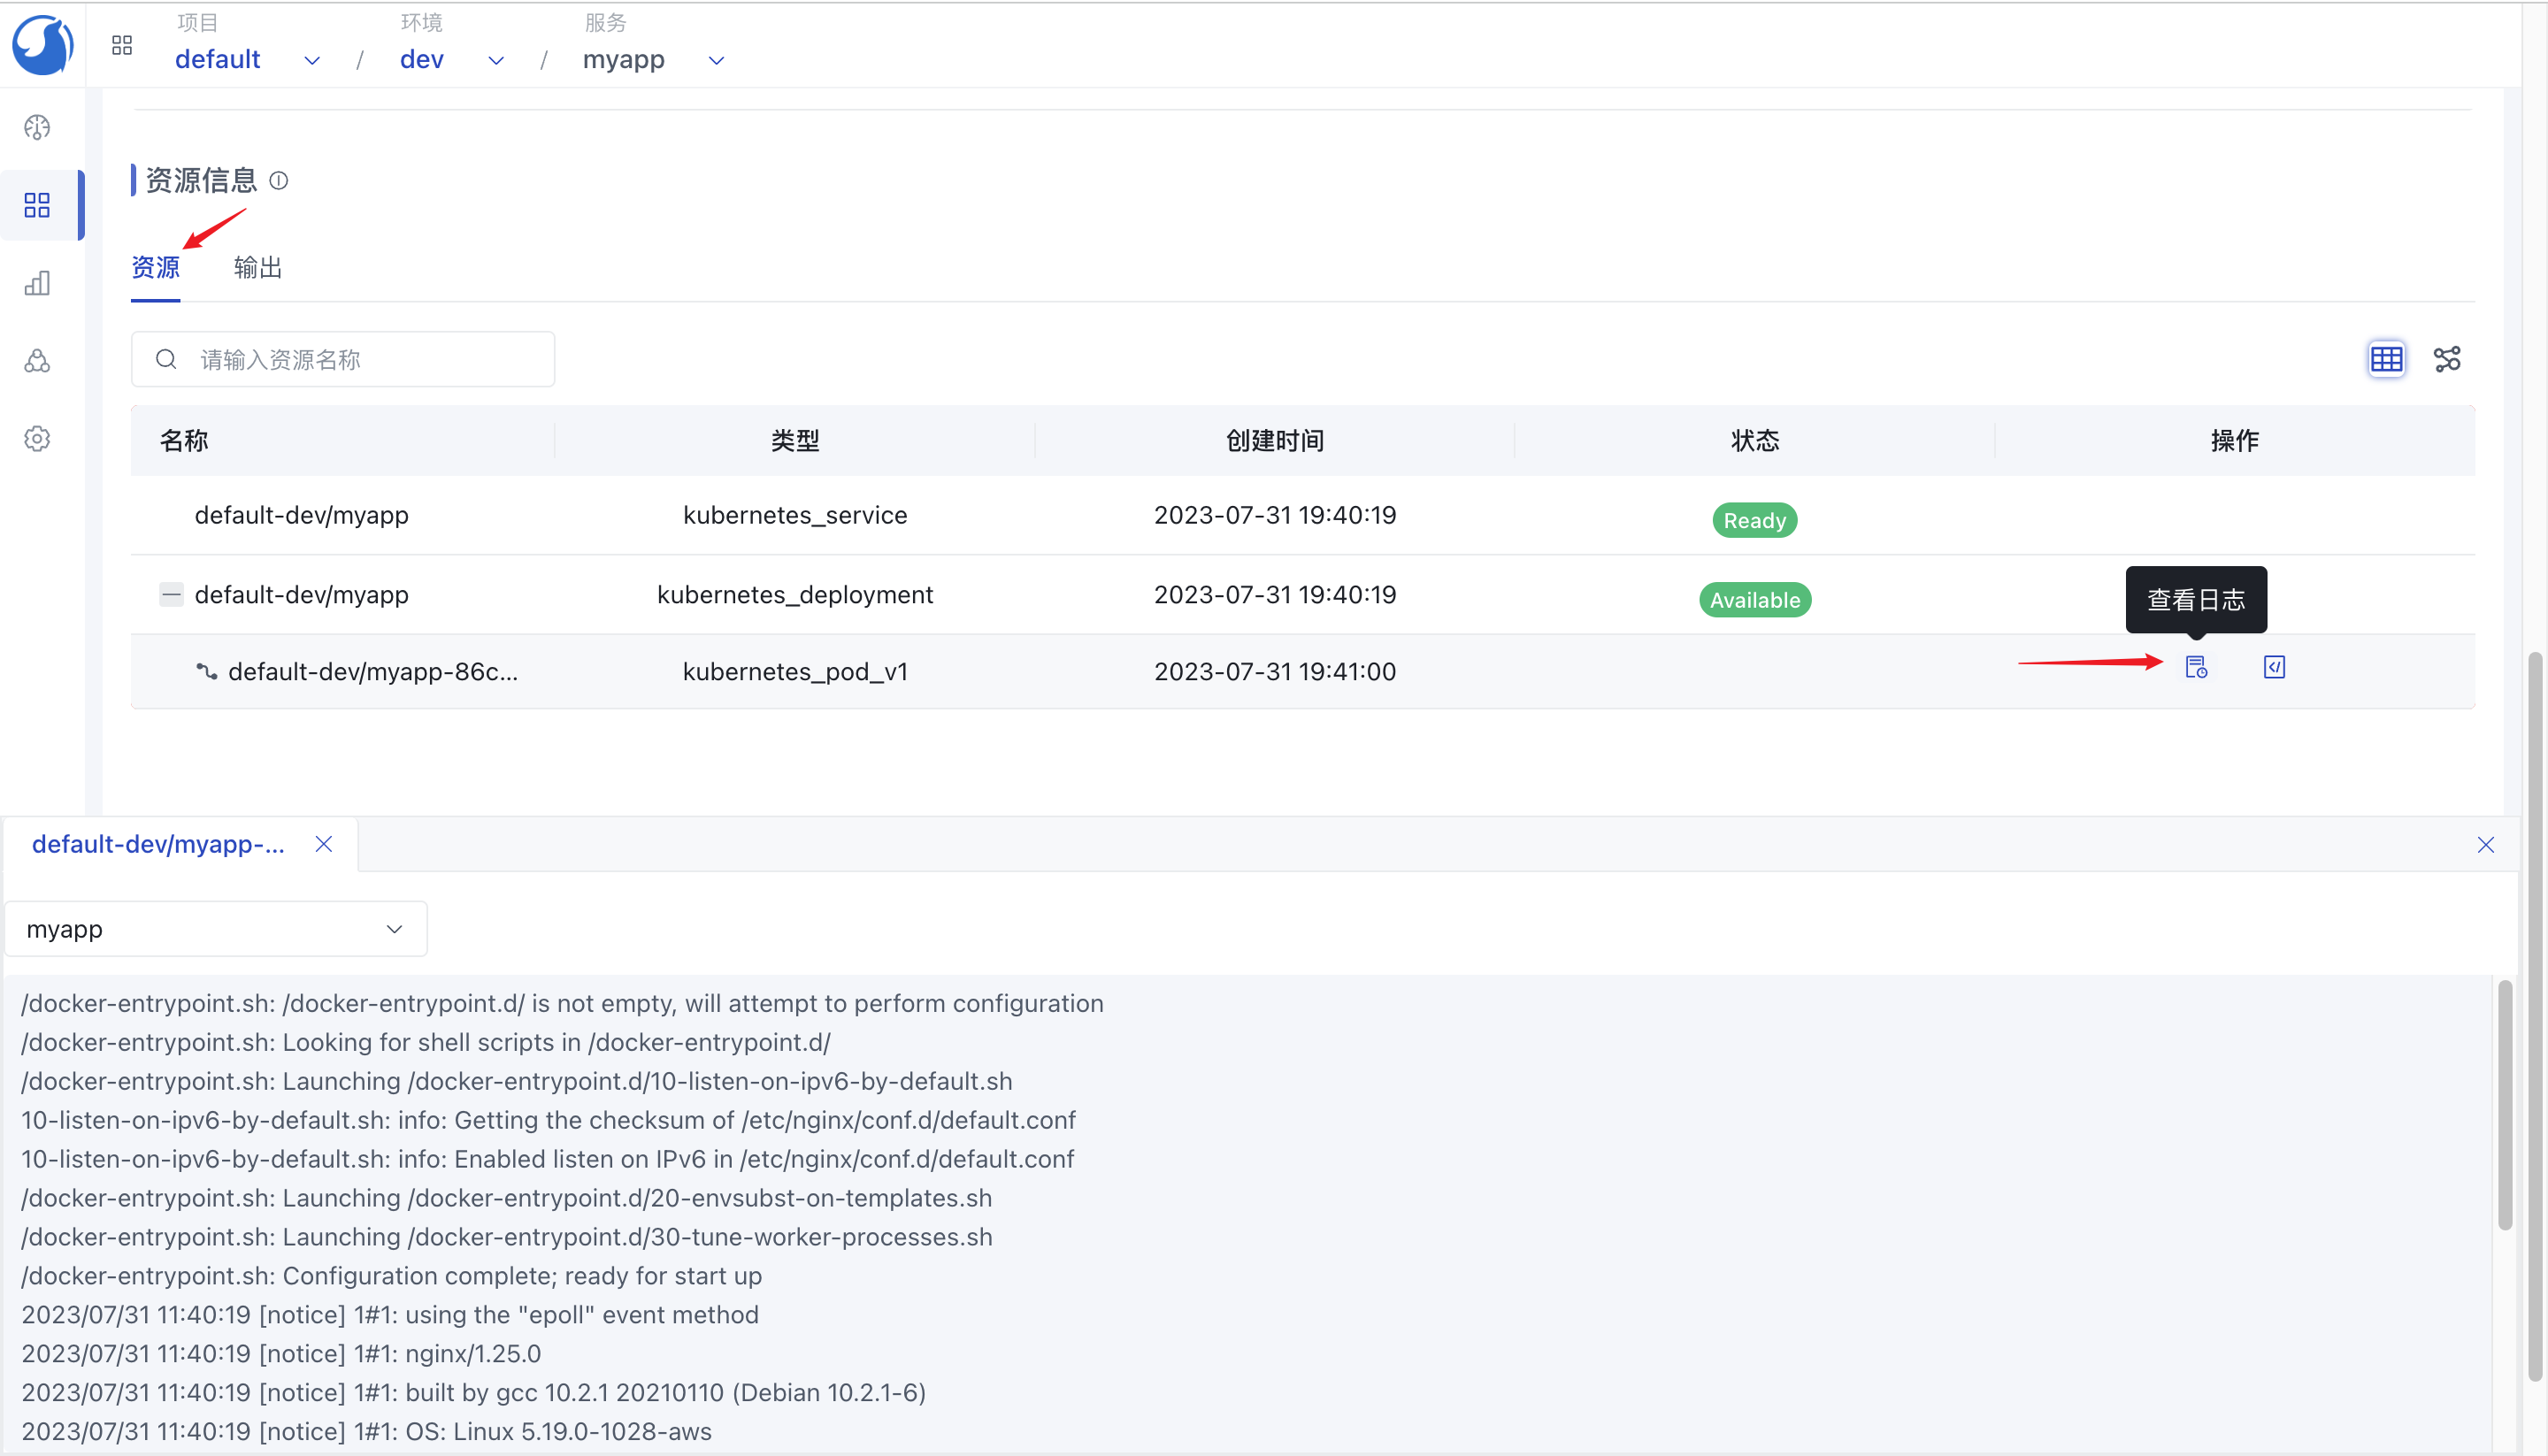 项目 环境 服务
default / dev / myapp
资源信息
资源 输出
请输入资源名称
名称 类型 创建时间 状态 操作
default-dev/myapp kubernetes_service 2023-07-31 19:40:19 Ready
default-dev/myapp kubernetes_deployment 2023-07-31 19:40:19 Available
查看日志
default-dev/myapp-86c... kubernetes_pod_v1 2023-07-31 19:41:00
default-dev/myapp-...
myapp
/docker-entrypoint.sh: /docker-entrypoint.d/ is not empty, will attempt to perform configuration
/docker-entrypoint.sh: Looking for shell scripts in /docker-entrypoint.d/
/docker-entrypoint.sh: Launching /docker-entrypoint.d/10-listen-on-ipv6-by-default.sh
10-listen-on-ipv6-by-default.sh: info: Getting the checksum of /etc/nginx/conf.d/default.conf
10-listen-on-ipv6-by-default.sh: info: Enabled listen on IPv6 in /etc/nginx/conf.d/default.conf
/docker-entrypoint.sh: Launching /docker-entrypoint.d/20-envsubst-on-templates.sh
/docker-entrypoint.sh: Launching /docker-entrypoint.d/30-tune-worker-processes.sh
/docker-entrypoint.sh: Configuration complete; ready for start up
2023/07/31 11:40:19 [notice] 1#1: using the "epoll" event method
2023/07/31 11:40:19 [notice] 1#1: nginx/1.25.0
2023/07/31 11:40:19 [notice] 1#1: built by gcc 10.2.1 20210110 (Debian 10.2.1-6)
2023/07/31 11:40:19 [notice] 1#1: OS: Linux 5.19.0-1028-aws